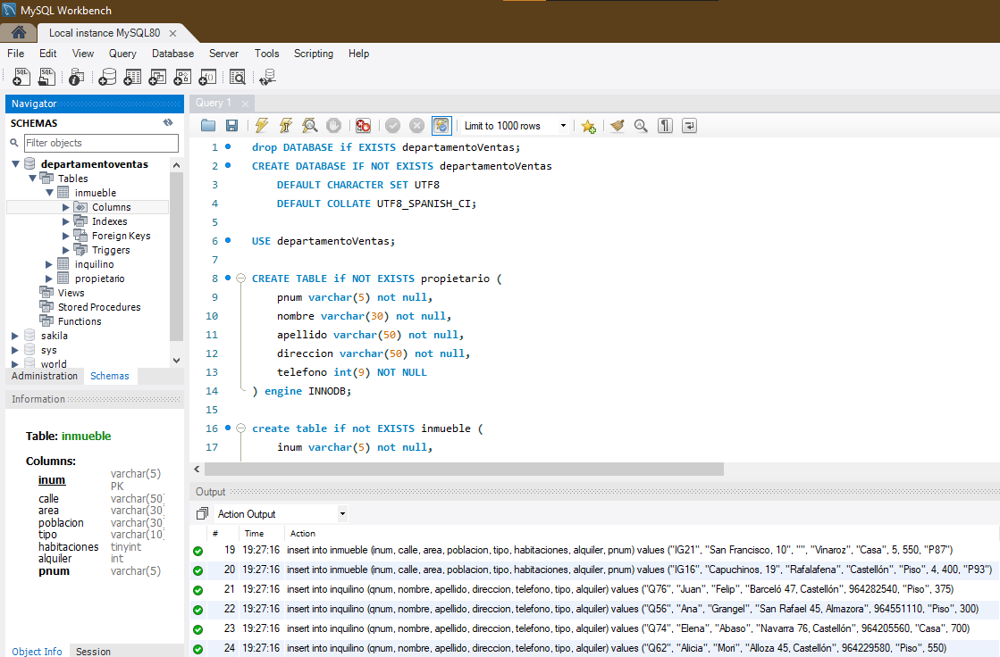 MySQL Workbench
Local instance MySQL80
File Edit View Query Database Server Tools Scripting Help
Navigator
SCHEMAS
Filter objects
departamentoventas
Tables
inmueble
Columns
Indexes
Foreign Keys
Triggers
inquilino
propietario
Views
Stored Procedures
Functions
sakila
sys
world
Administration Schemas
Information
Table: inmueble
Columns:
inum varchar(5)
PK
calle varchar(50)
area varchar(30)
poblacion varchar(30)
tipo varchar(10)
habitaciones tinyint
alquiler int
pnum varchar(5)
Object Info Session
Query 1
Limit to 1000 rows
1 drop DATABASE if EXISTS departamentoVentas;
2 CREATE DATABASE IF NOT EXISTS departamentoVentas
3 DEFAULT CHARACTER SET UTF8
4 DEFAULT COLLATE UTF8_SPANISH_CI;
5
6 USE departamentoVentas;
7
8 CREATE TABLE if NOT EXISTS propietario (
9 pnum varchar(5) not null,
10 nombre varchar(30) not null,
11 apellido varchar(50) not null,
12 direccion varchar(50) not null,
13 telefono int(9) NOT NULL
14 ) engine INNODB;
15
16 create table if not EXISTS inmueble (
17 inum varchar(5) not null,
Output
Action Output
# Time Action
19 19:27:16 insert into inmueble (inum, calle, area, poblacion, tipo, habitaciones, alquiler, pnum) values ("IG21", "San Francisco, 10", "", "Vinaroz", "Casa", 5, 550, "P87")
20 19:27:16 insert into inmueble (inum, calle, area, poblacion, tipo, habitaciones, alquiler, pnum) values ("IG16", "Capuchinos, 19", "Rafalafena", "Castellón", "Piso", 4, 400, "P93")
21 19:27:16 insert into inquilino (qnum, nombre, apellido, direccion, telefono, tipo, alquiler) values ("Q76", "Juan", "Felip", "Barceló 47, Castellón", 964282540, "Piso", 375)
22 19:27:16 insert into inquilino (qnum, nombre, apellido, direccion, telefono, tipo, alquiler) values ("Q56", "Ana", "Grangel", "San Rafael 45, Almazora", 964551110, "Piso", 300)
23 19:27:16 insert into inquilino (qnum, nombre, apellido, direccion, telefono, tipo, alquiler) values ("Q74", "Elena", "Abaso", "Navarra 76, Castellón", 964205560, "Casa", 700)
24 19:27:16 insert into inquilino (qnum, nombre, apellido, direccion, telefono, tipo, alquiler) values ("Q62", "Alicia", "Mori", "Alloza 45, Castellón", 964229580, "Piso", 550)